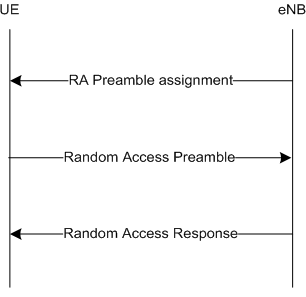 UE eNB
RA Preamble assignment
Random Access Preamble
Random Access Response